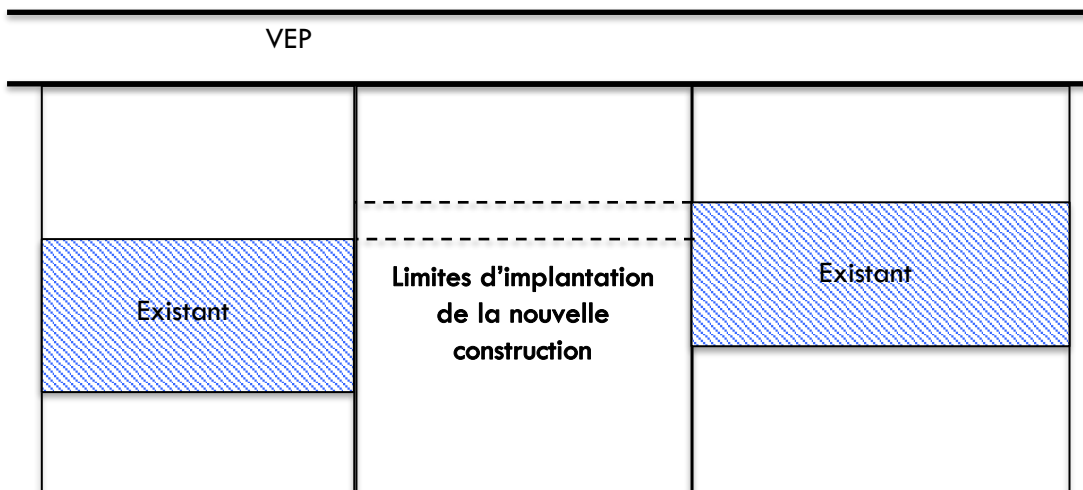 VEP
Existant
Limites d'implantation
de la nouvelle
construction
Existant